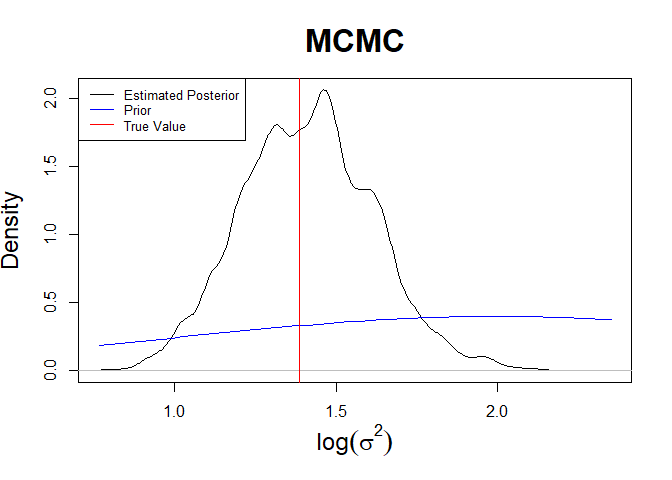 MCMC
Estimated Posterior
Prior
True Value
Density
2.0
1.5
1.0
0.5
0.0
1.0 1.5 2.0
log(σ²)